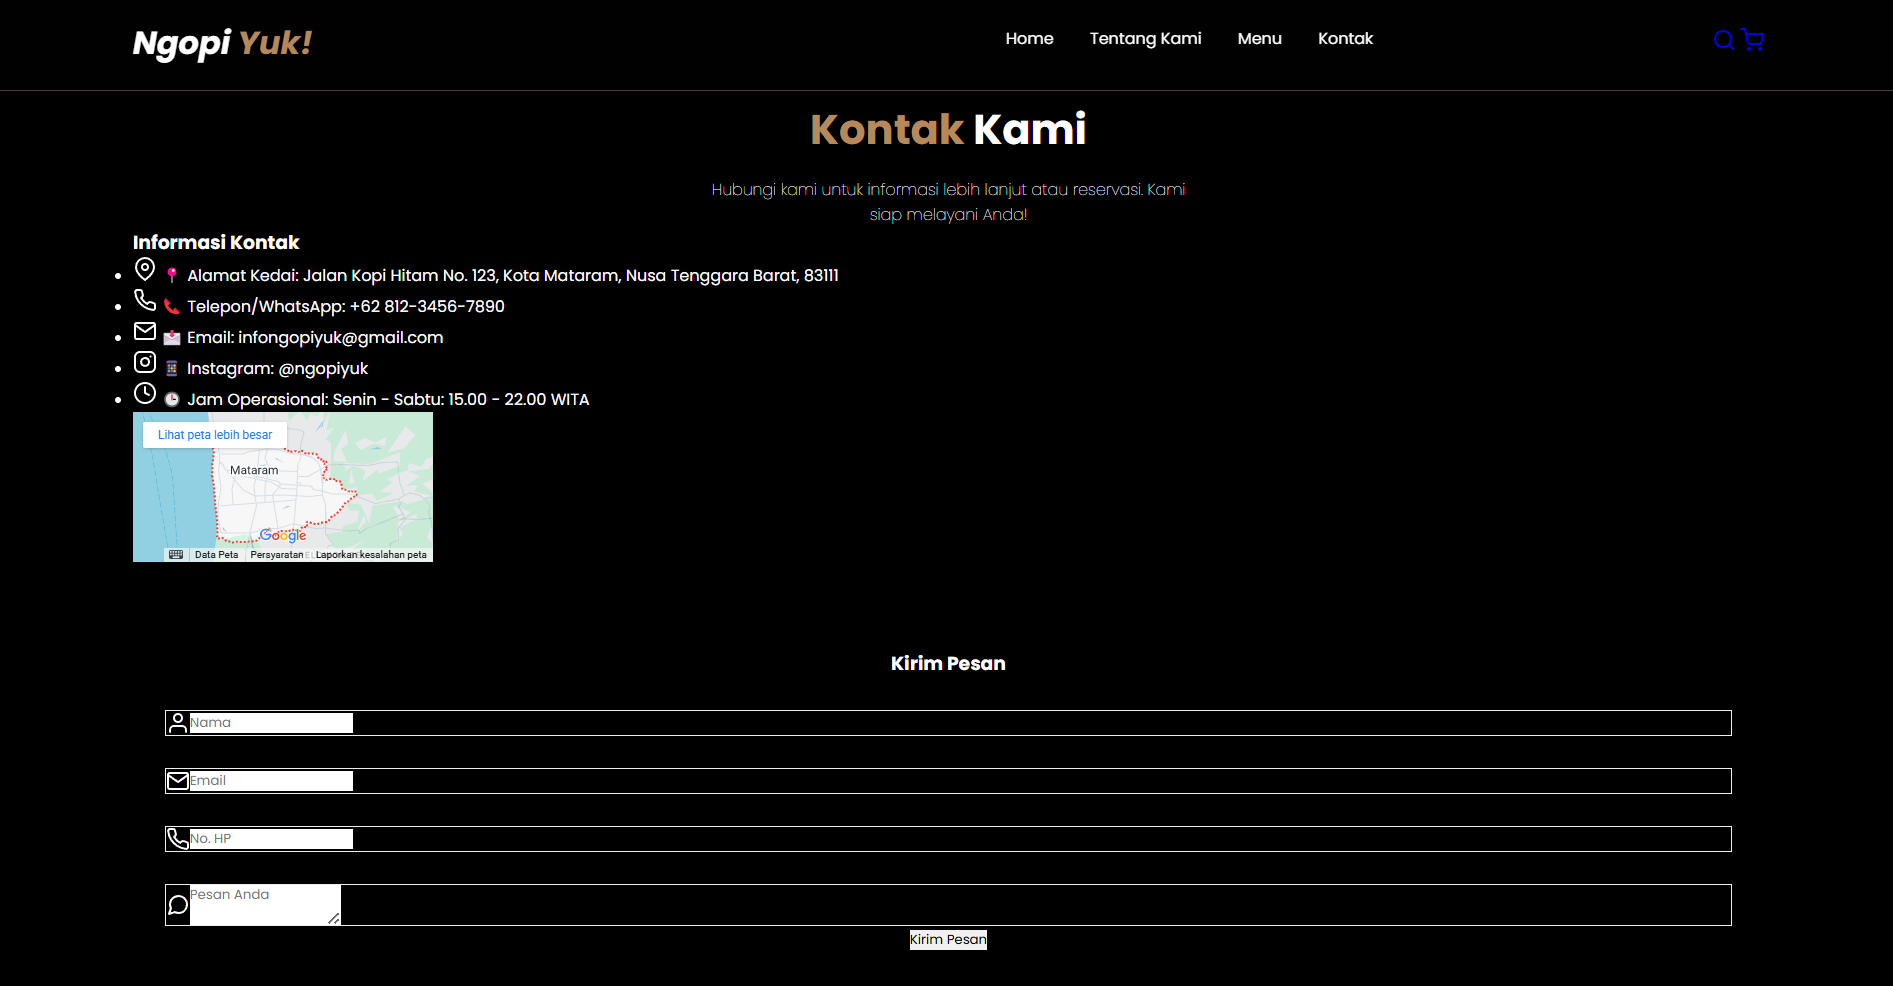 Ngopi Yuk!
Home Tentang Kami Menu Kontak
Kontak Kami
Hubungi kami untuk informasi lebih lanjut atau reservasi. Kami
siap melayani Anda!
Informasi Kontak
📍 Alamat Kedai: Jalan Kopi Hitam No. 123, Kota Mataram, Nusa Tenggara Barat, 83111
📞 Telepon/WhatsApp: +62 812-3456-7890
📩 Email: infongopiyuk@gmail.com
📱 Instagram: @ngopiyuk
🕒 Jam Operasional: Senin - Sabtu: 15.00 - 22.00 WITA
Lihat peta lebih besar
Mataram
Google
Data Peta Persyaratan Laporkan kesalahan peta
Kirim Pesan
Nama
Email
No. HP
Pesan Anda
Kirim Pesan